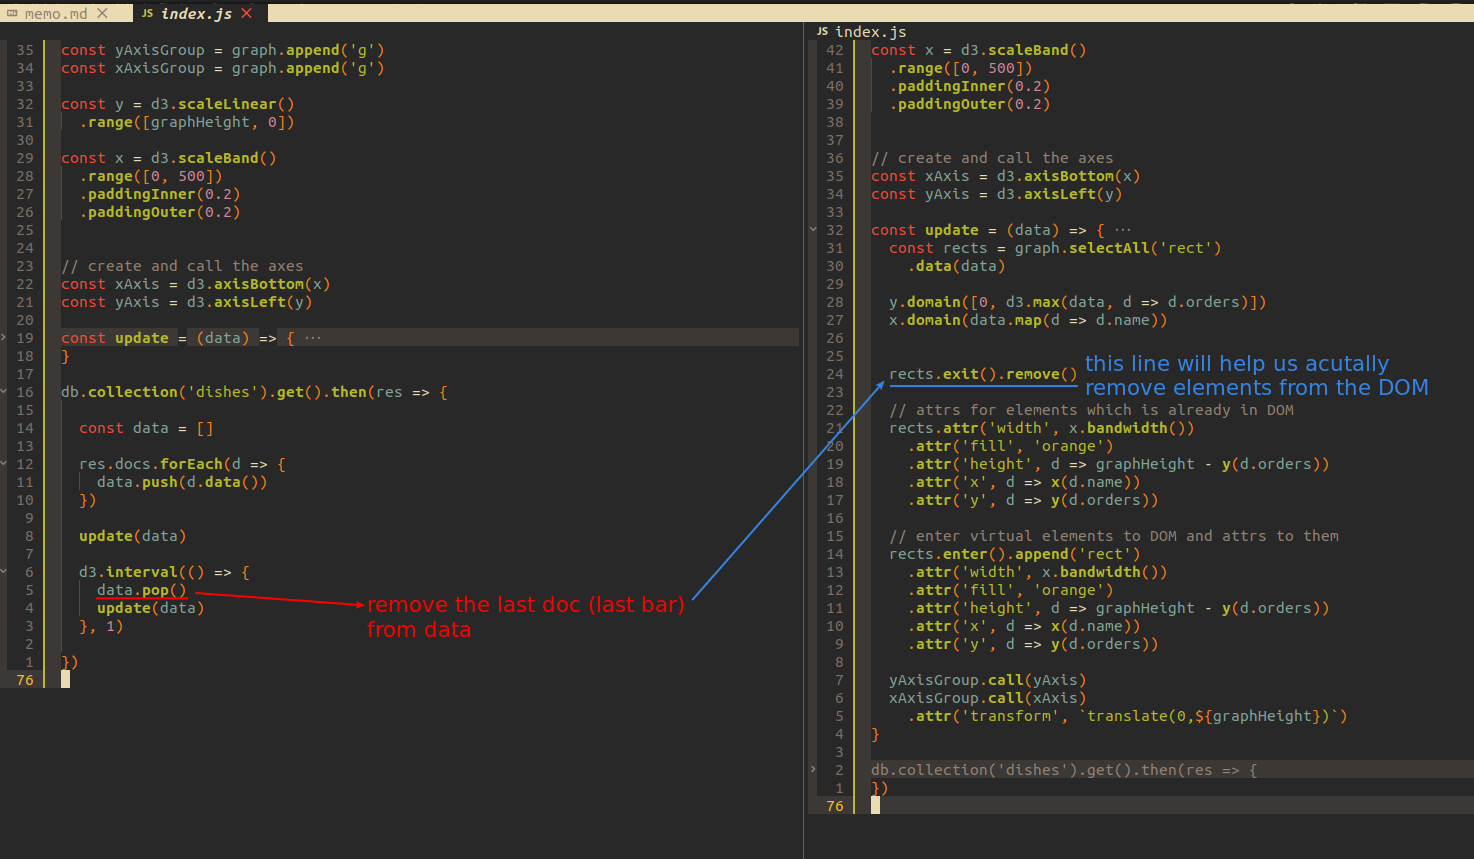 memo.md
JS index.js
35 const yAxisGroup = graph.append('g')
34 const xAxisGroup = graph.append('g')
33
32 const y = d3.scaleLinear()
31 .range([graphHeight, 0])
30
29 const x = d3.scaleBand()
28 .range([0, 500])
27 .paddingInner(0.2)
26 .paddingOuter(0.2)
25
24
23 // create and call the axes
22 const xAxis = d3.axisBottom(x)
21 const yAxis = d3.axisLeft(y)
20
19 const update = (data) => { ···
18 }
17
16 db.collection('dishes').get().then(res => {
15
14 const data = []
13
12 res.docs.forEach(d => {
11 data.push(d.data())
10 })
9
8 update(data)
7
6 d3.interval(() => {
5 data.pop()
4 update(data)
3 }, 1)
2
1 })
76
remove the last doc (last bar)
from data
JS index.js
42 const x = d3.scaleBand()
41 .range([0, 500])
40 .paddingInner(0.2)
39 .paddingOuter(0.2)
38
37
36 // create and call the axes
35 const xAxis = d3.axisBottom(x)
34 const yAxis = d3.axisLeft(y)
33
32 const update = (data) => { ···
31 const rects = graph.selectAll('rect')
30 .data(data)
29
28 y.domain([0, d3.max(data, d => d.orders)])
27 x.domain(data.map(d => d.name))
26
25
24 rects.exit().remove()
23
22 // attrs for elements which is already in DOM
21 rects.attr('width', x.bandwidth())
20 .attr('fill', 'orange')
19 .attr('height', d => graphHeight - y(d.orders))
18 .attr('x', d => x(d.name))
17 .attr('y', d => y(d.orders))
16
15 // enter virtual elements to DOM and attrs to them
14 rects.enter().append('rect')
13 .attr('width', x.bandwidth())
12 .attr('fill', 'orange')
11 .attr('height', d => graphHeight - y(d.orders))
10 .attr('x', d => x(d.name))
9 .attr('y', d => y(d.orders))
8
7 yAxisGroup.call(yAxis)
6 xAxisGroup.call(xAxis)
5 .attr('transform', `translate(0,${graphHeight})`)
4 }
3
2 db.collection('dishes').get().then(res => {
1 })
76
this line will help us acutally
remove elements from the DOM